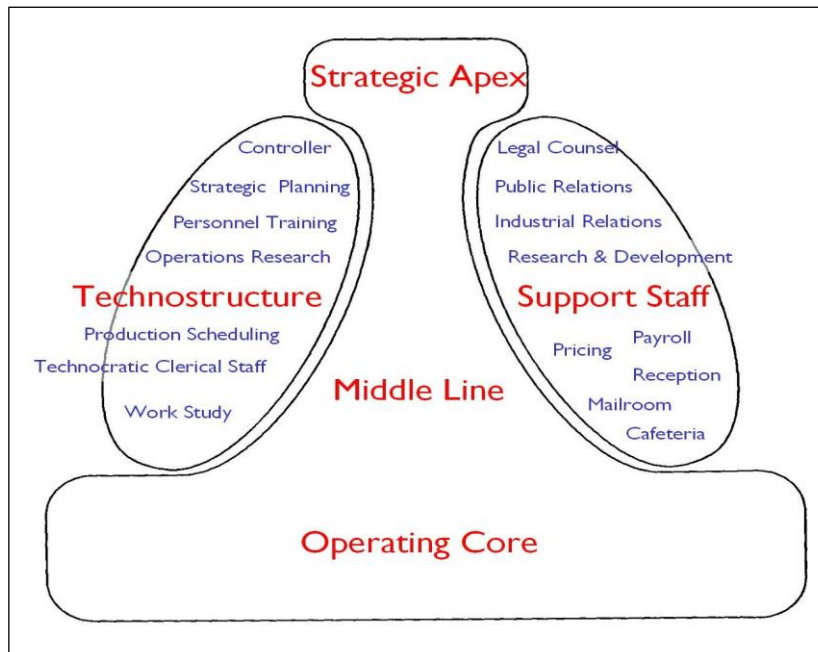 Strategic Apex
Controller
Strategic Planning
Personnel Training
Operations Research
Technostructure
Production Scheduling
Technocratic Clerical Staff
Work Study
Legal Counsel
Public Relations
Industrial Relations
Research & Development
Support Staff
Pricing
Payroll
Reception
Mailroom
Cafeteria
Middle Line
Operating Core